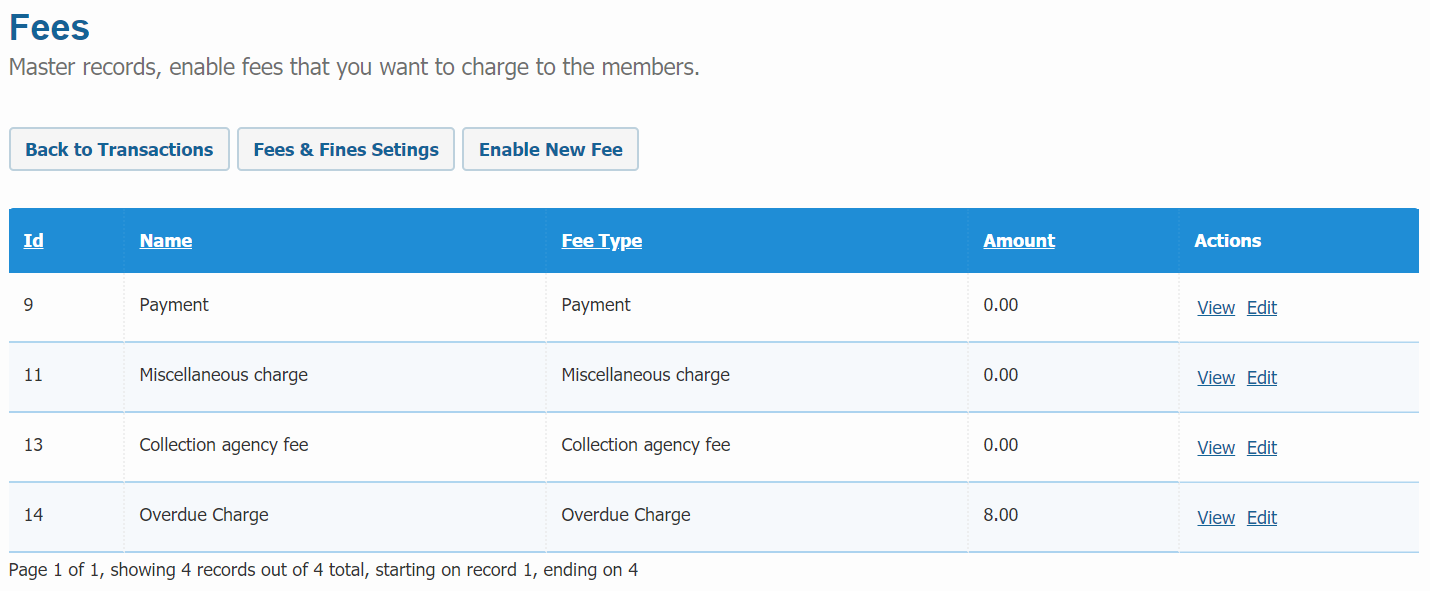 Fees
Master records, enable fees that you want to charge to the members.
Back to Transactions Fees & Fines Setings Enable New Fee
Id Name Fee Type Amount Actions
9 Payment Payment 0.00 View Edit
11 Miscellaneous charge Miscellaneous charge 0.00 View Edit
13 Collection agency fee Collection agency fee 0.00 View Edit
14 Overdue Charge Overdue Charge 8.00 View Edit
Page 1 of 1, showing 4 records out of 4 total, starting on record 1, ending on 4